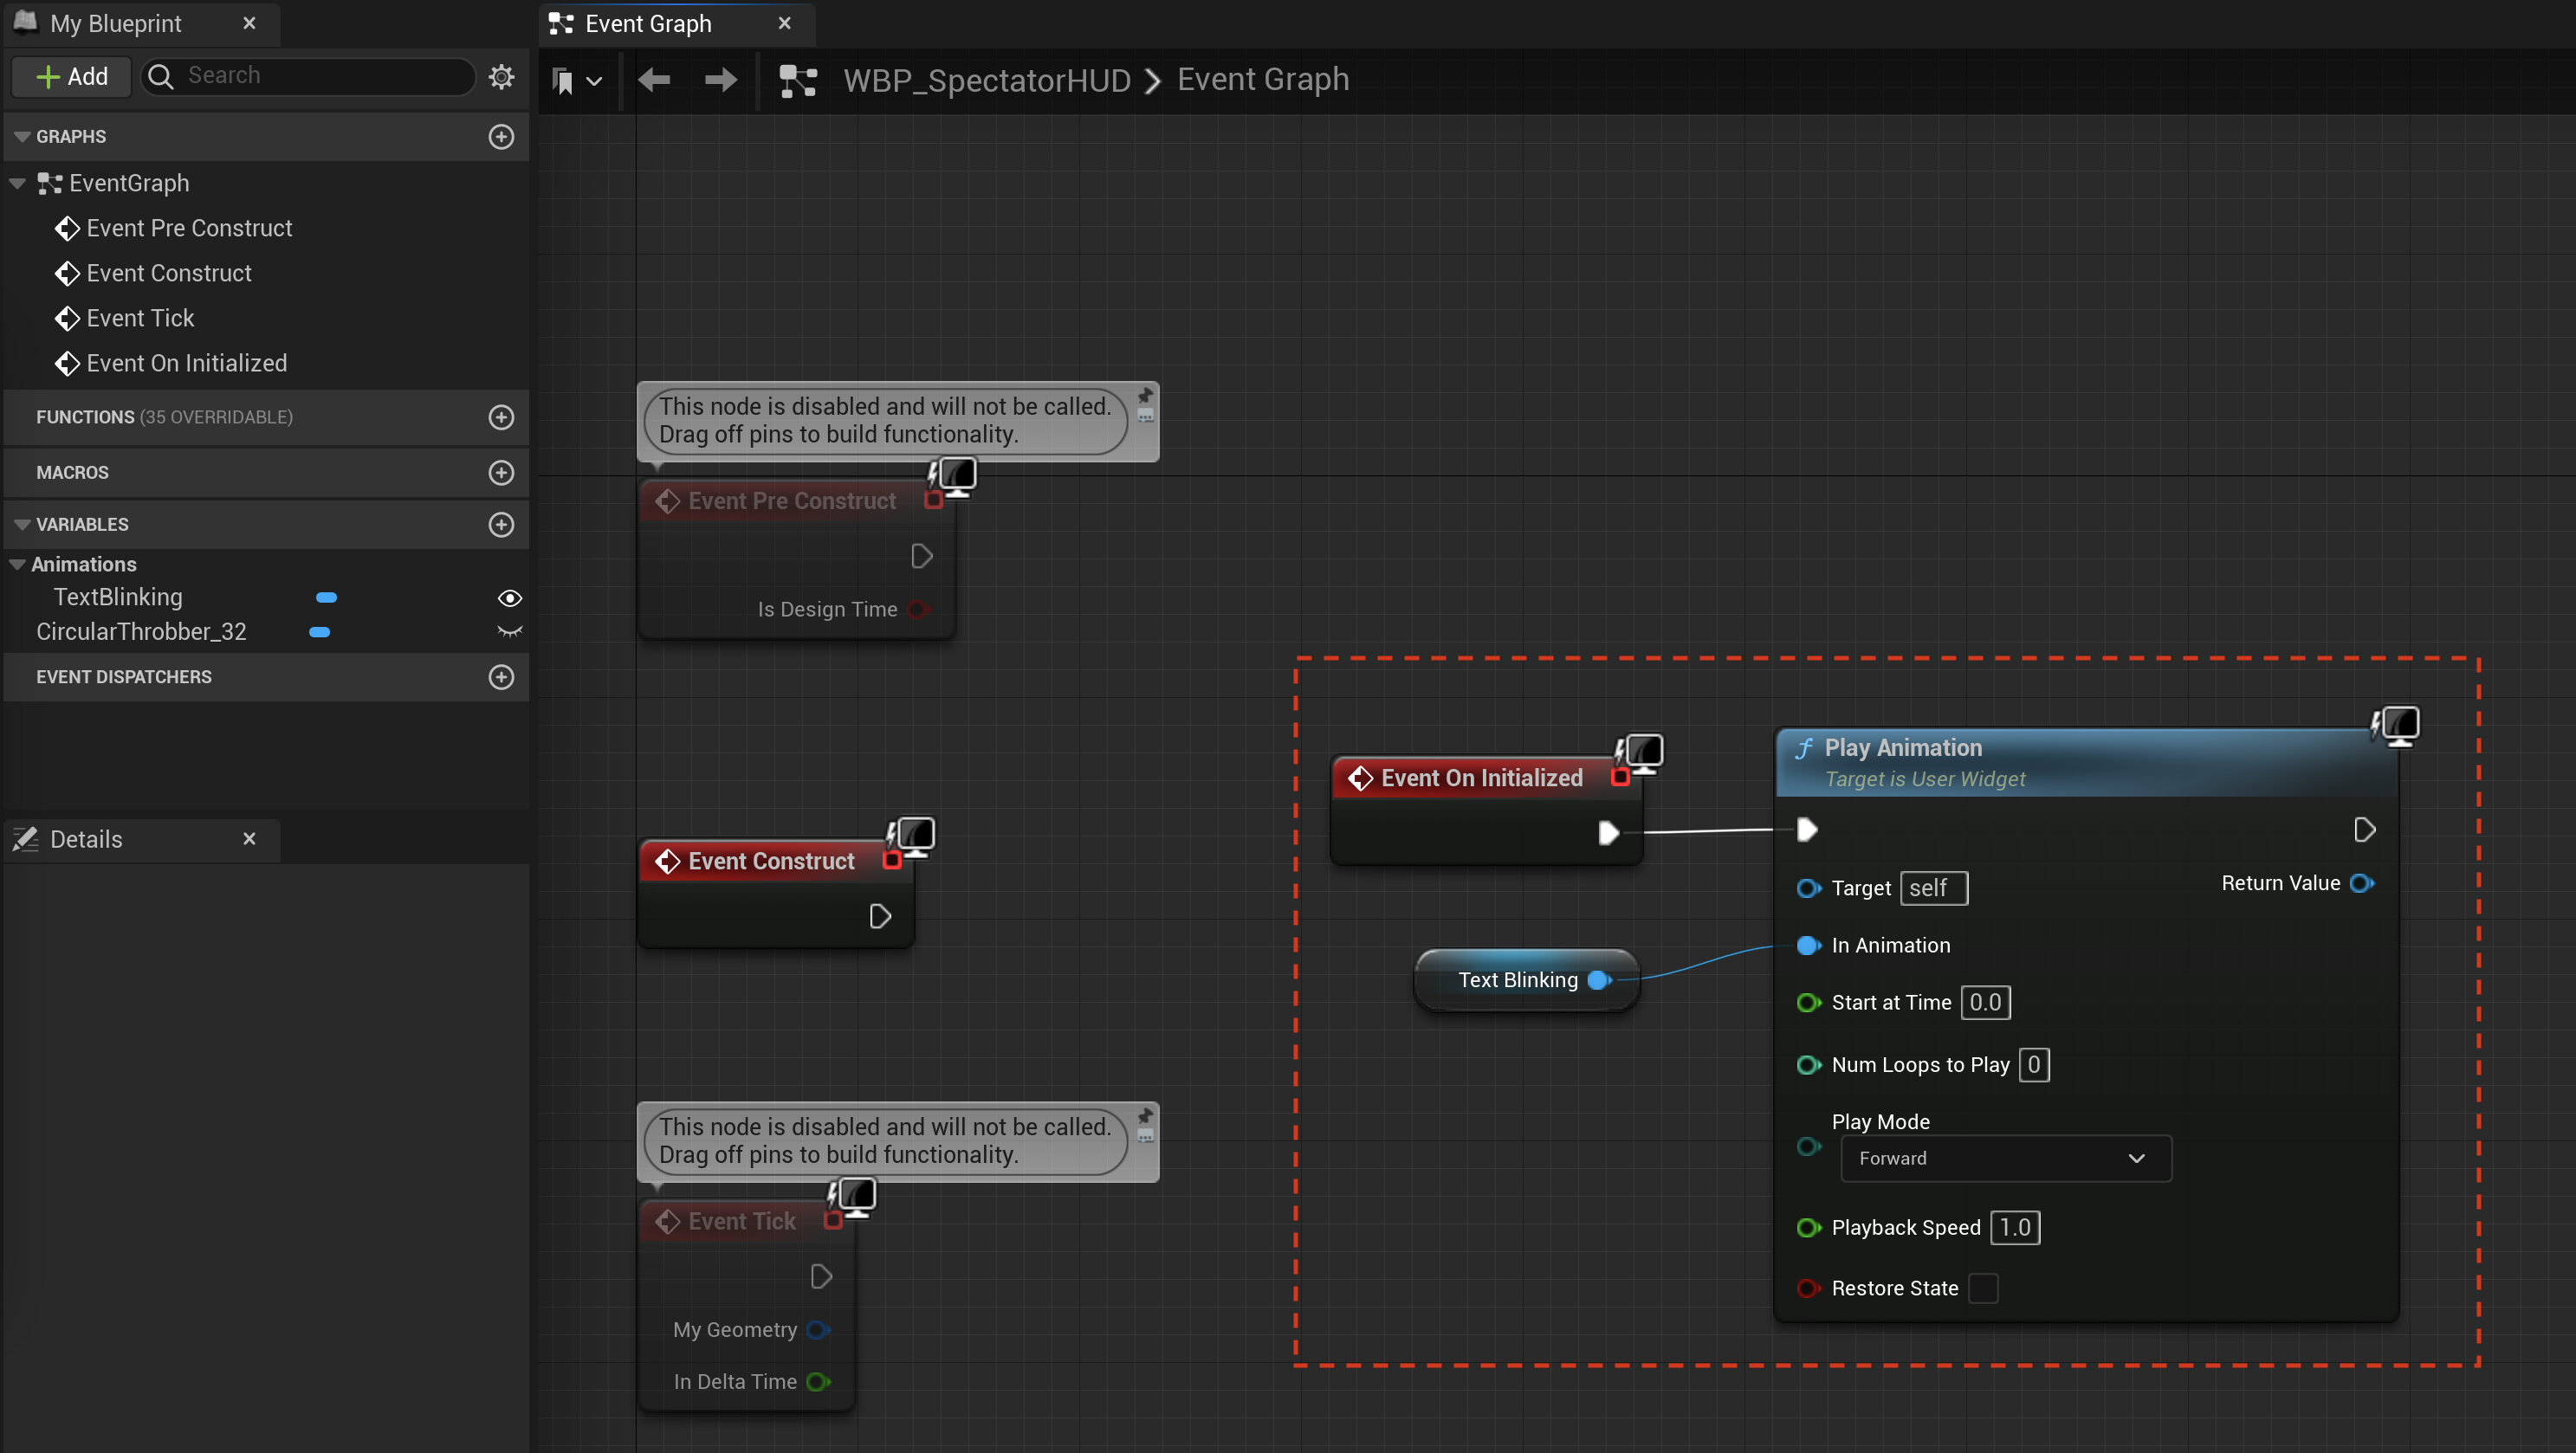 My Blueprint
Add
Search
GRAPHS
EventGraph
Event Pre Construct
Event Construct
Event Tick
Event On Initialized
FUNCTIONS (35 OVERRIDABLE)
MACROS
VARIABLES
Animations
TextBlinking
CircularThrobber_32
EVENT DISPATCHERS
Details
Event Graph
WBP_SpectatorHUD > Event Graph
This node is disabled and will not be called.
Drag off pins to build functionality.
Event Pre Construct
Is Design Time
Event Construct
This node is disabled and will not be called.
Drag off pins to build functionality.
Event Tick
My Geometry
In Delta Time
Event On Initialized
Text Blinking
f Play Animation
Target is User Widget
Target self
Return Value
In Animation
Start at Time 0.0
Num Loops to Play 0
Play Mode
Forward
Playback Speed 1.0
Restore State